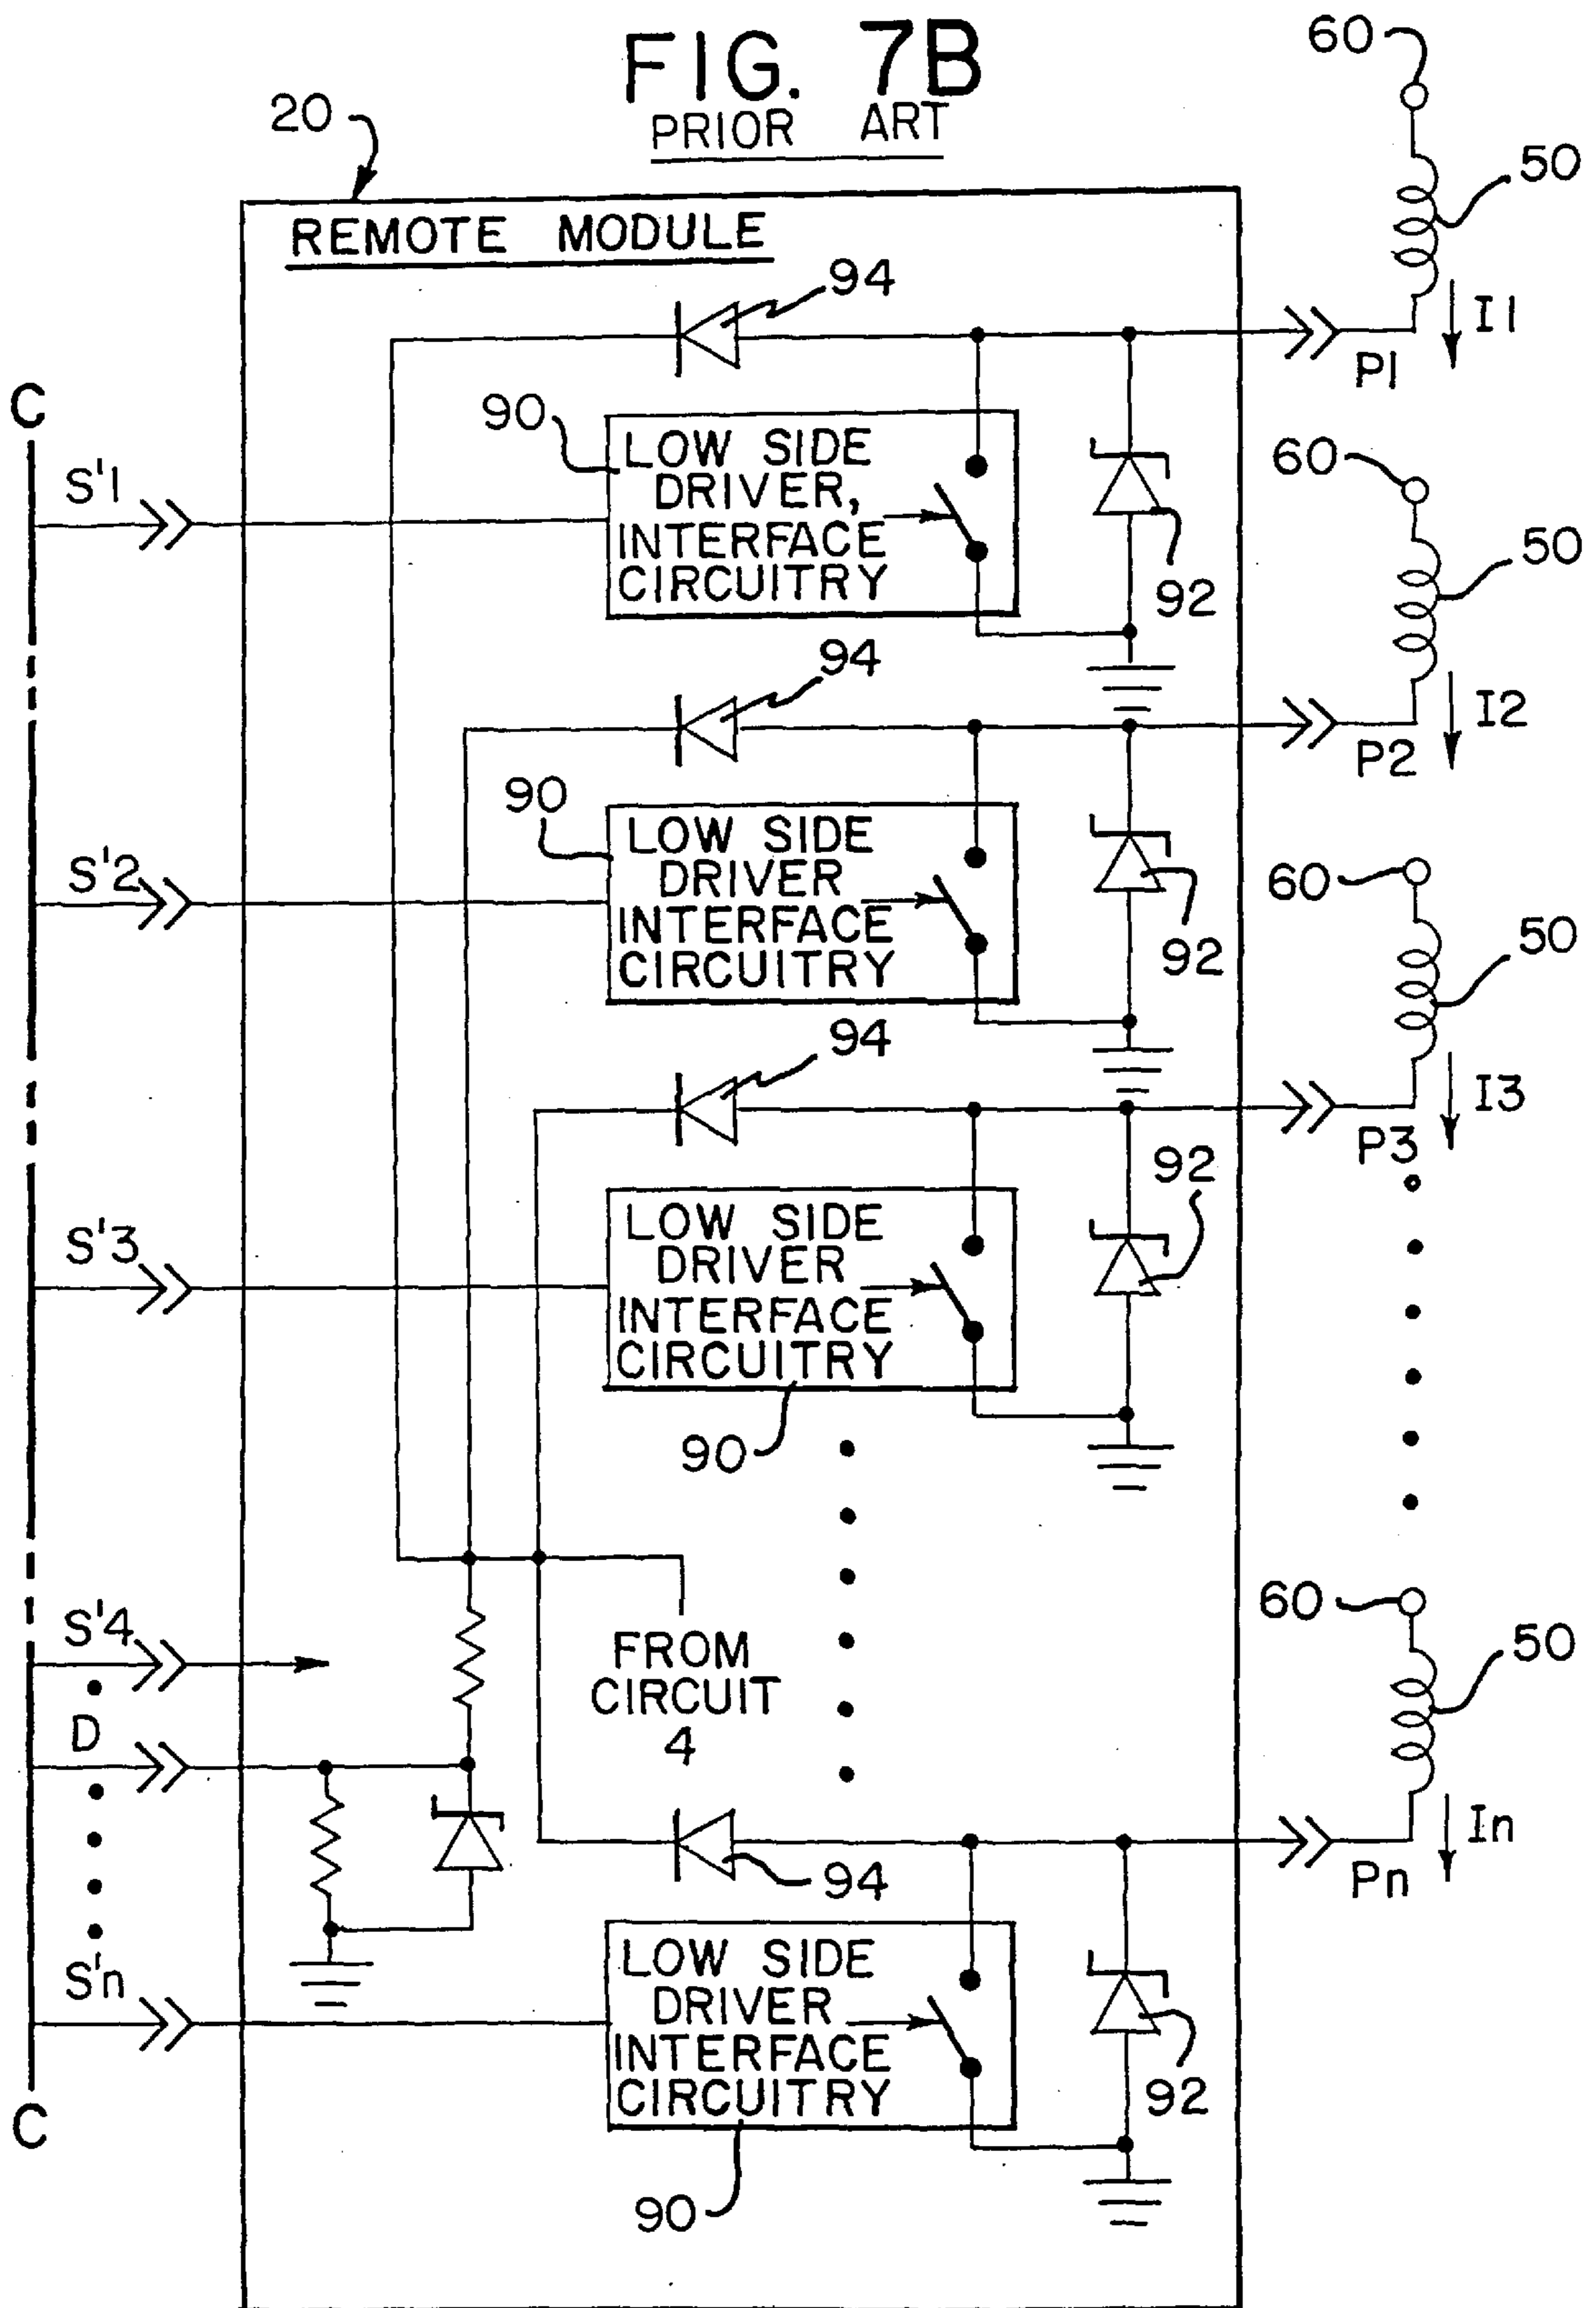 FIG. 7B
PRIOR ART
60
20
50
REMOTE MODULE
94
I1
P1
C
90
LOW SIDE
DRIVER,
INTERFACE
CIRCUITRY
S'1
60
50
92
94
I2
P2
90
LOW SIDE
DRIVER
INTERFACE
CIRCUITRY
S'2
60
50
92
94
I3
P3
92
LOW SIDE
DRIVER
INTERFACE
CIRCUITRY
S'3
90
60
S'4
FROM
CIRCUIT
4
50
D
In
94
Pn
S'n
LOW SIDE
DRIVER
INTERFACE
CIRCUITRY
92
C
90